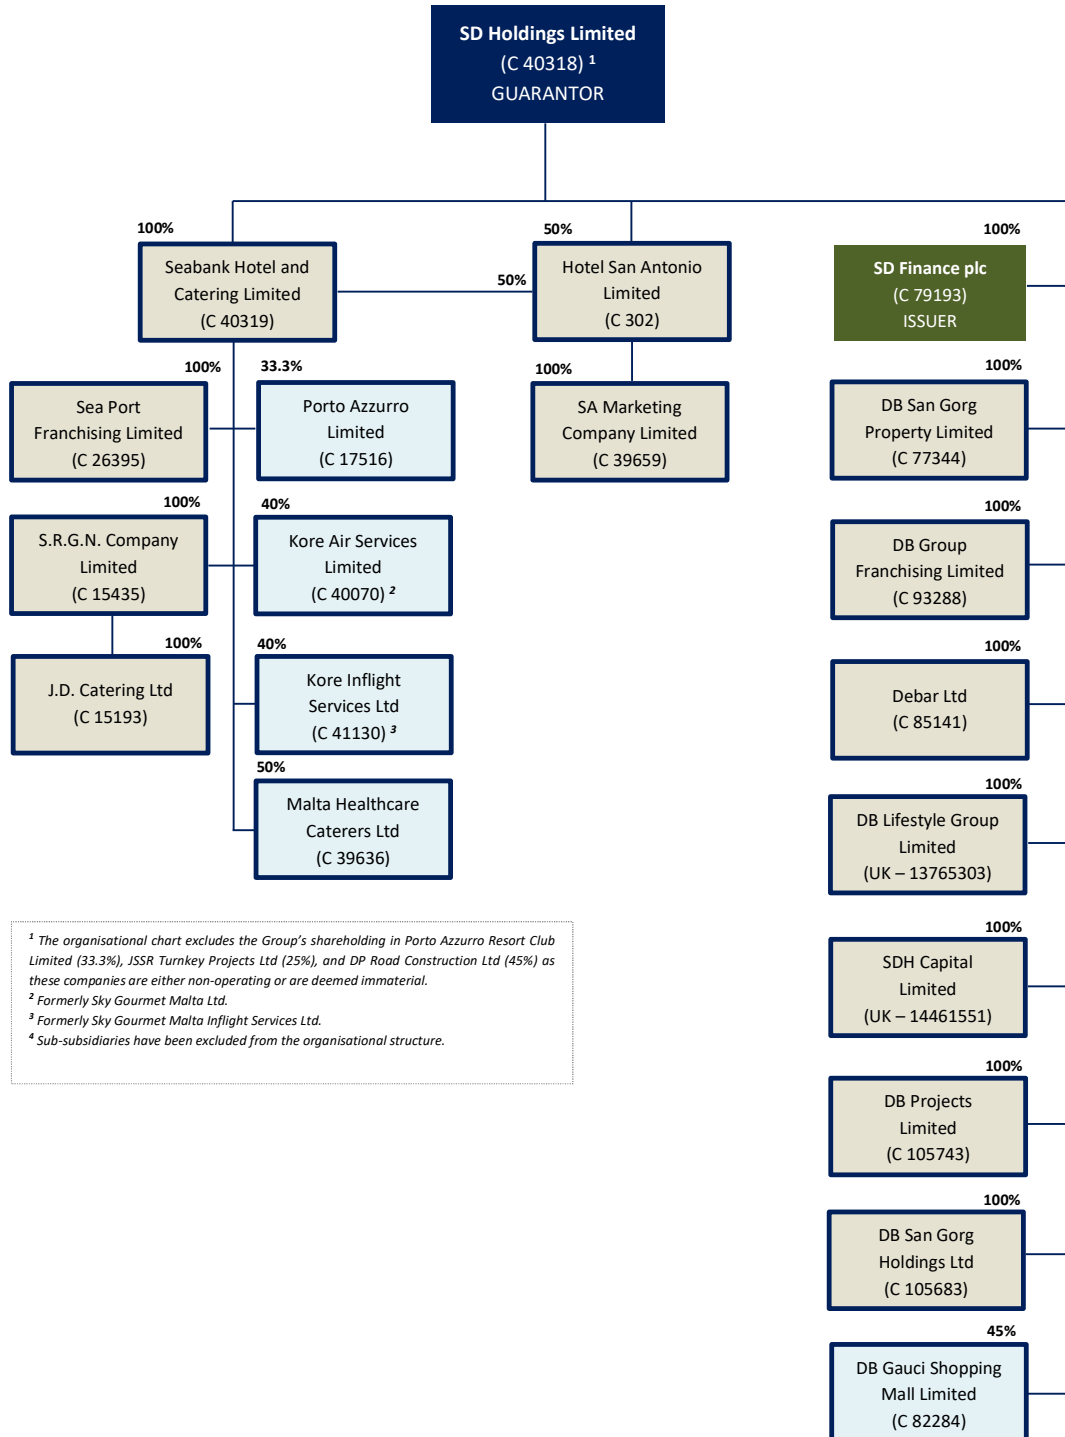 SD Holdings Limited
(C 40318) ¹
GUARANTOR
100%
Seabank Hotel and
Catering Limited
(C 40319)
50%
50%
Hotel San Antonio
Limited
(C 302)
100%
SD Finance plc
(C 79193)
ISSUER
100%
Sea Port
Franchising Limited
(C 26395)
33.3%
Porto Azzurro
Limited
(C 17516)
100%
SA Marketing
Company Limited
(C 39659)
100%
DB San Gorg
Property Limited
(C 77344)
100%
S.R.G.N. Company
Limited
(C 15435)
40%
Kore Air Services
Limited
(C 40070) ²
100%
DB Group
Franchising Limited
(C 93288)
100%
J.D. Catering Ltd
(C 15193)
40%
Kore Inflight
Services Ltd
(C 41130) ³
100%
Debar Ltd
(C 85141)
50%
Malta Healthcare
Caterers Ltd
(C 39636)
100%
DB Lifestyle Group
Limited
(UK – 13765303)
100%
SDH Capital
Limited
(UK – 14461551)
100%
DB Projects
Limited
(C 105743)
100%
DB San Gorg
Holdings Ltd
(C 105683)
45%
DB Gauci Shopping
Mall Limited
(C 82284)
¹ The organisational chart excludes the Group's shareholding in Porto Azzurro Resort Club
Limited (33.3%), JSSR Turnkey Projects Ltd (25%), and DP Road Construction Ltd (45%) as
these companies are either non-operating or are deemed immaterial.
² Formerly Sky Gourmet Malta Ltd.
³ Formerly Sky Gourmet Malta Inflight Services Ltd.
⁴ Sub-subsidiaries have been excluded from the organisational structure.